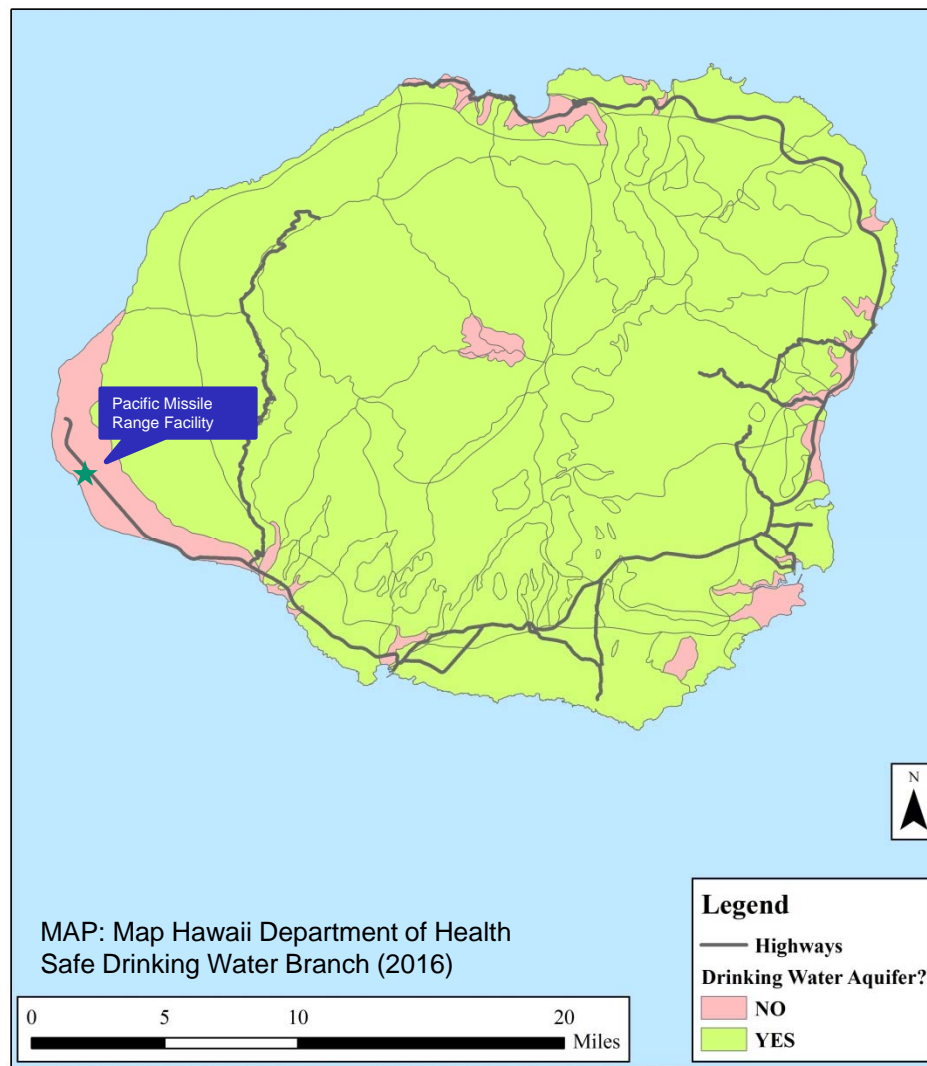 Pacific Missile
Range Facility
N
MAP: Map Hawaii Department of Health
Safe Drinking Water Branch (2016)
0 5 10 20
Miles
Legend
Highways
Drinking Water Aquifer?
NO
YES